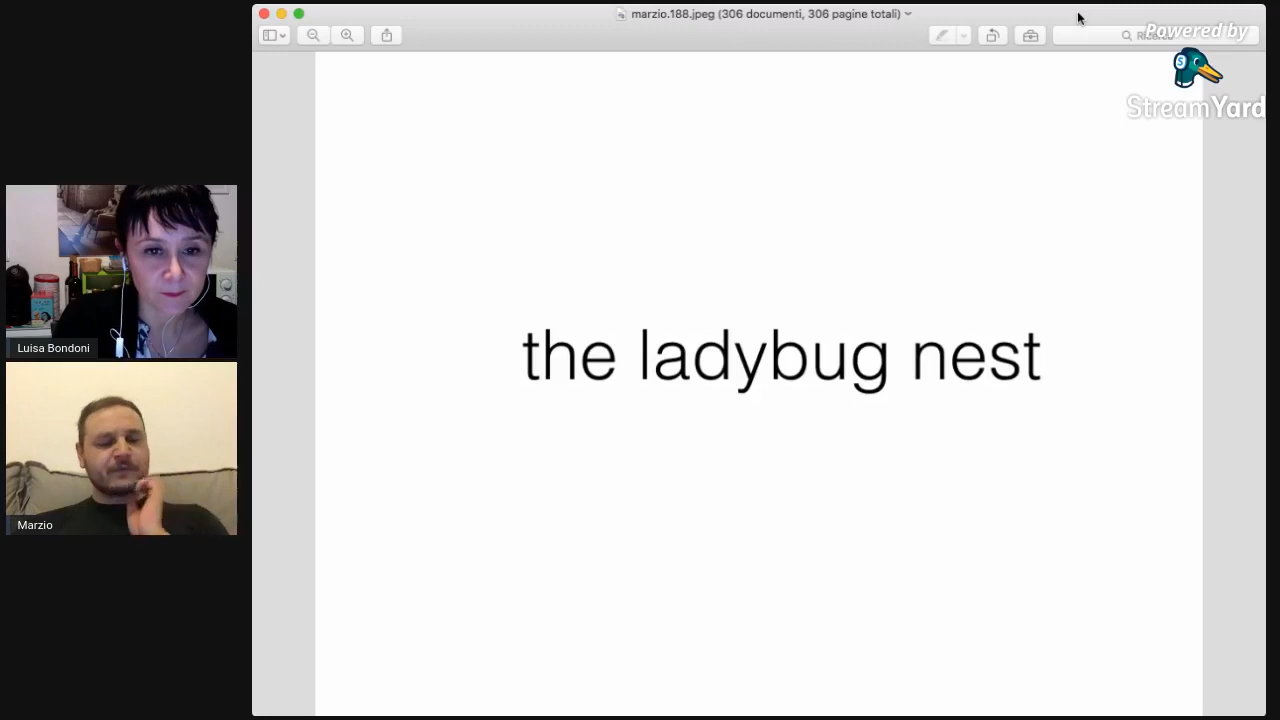 marzio.188.jpeg (306 documenti, 306 pagine totali)
Powered by
StreamYard
the ladybug nest
Luisa Bondoni
Marzio